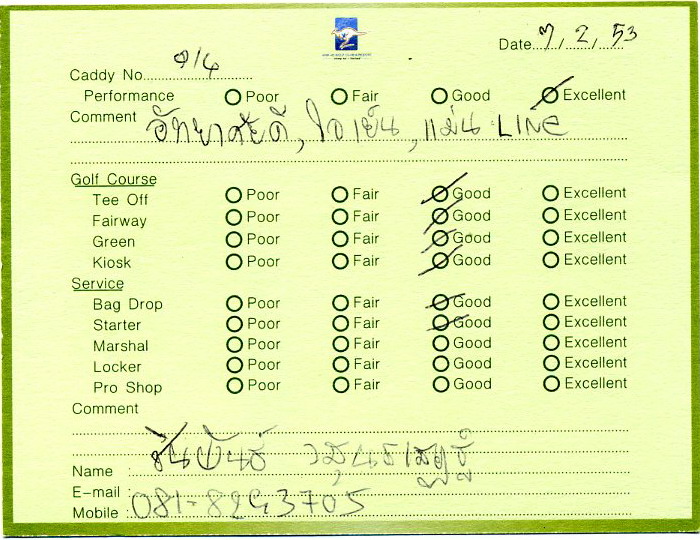 Date 7/2/53
Caddy No.
Performance Poor Fair Good Excellent
Comment อัทยาศัยดี, ใจเย็น, แม่น LINE
Golf Course
Tee Off Poor Fair Good Excellent
Fairway Poor Fair Good Excellent
Green Poor Fair Good Excellent
Kiosk Poor Fair Good Excellent
Service
Bag Drop Poor Fair Good Excellent
Starter Poor Fair Good Excellent
Marshal Poor Fair Good Excellent
Locker Poor Fair Good Excellent
Pro Shop Poor Fair Good Excellent
Comment
Name :
E-mail :
Mobile :